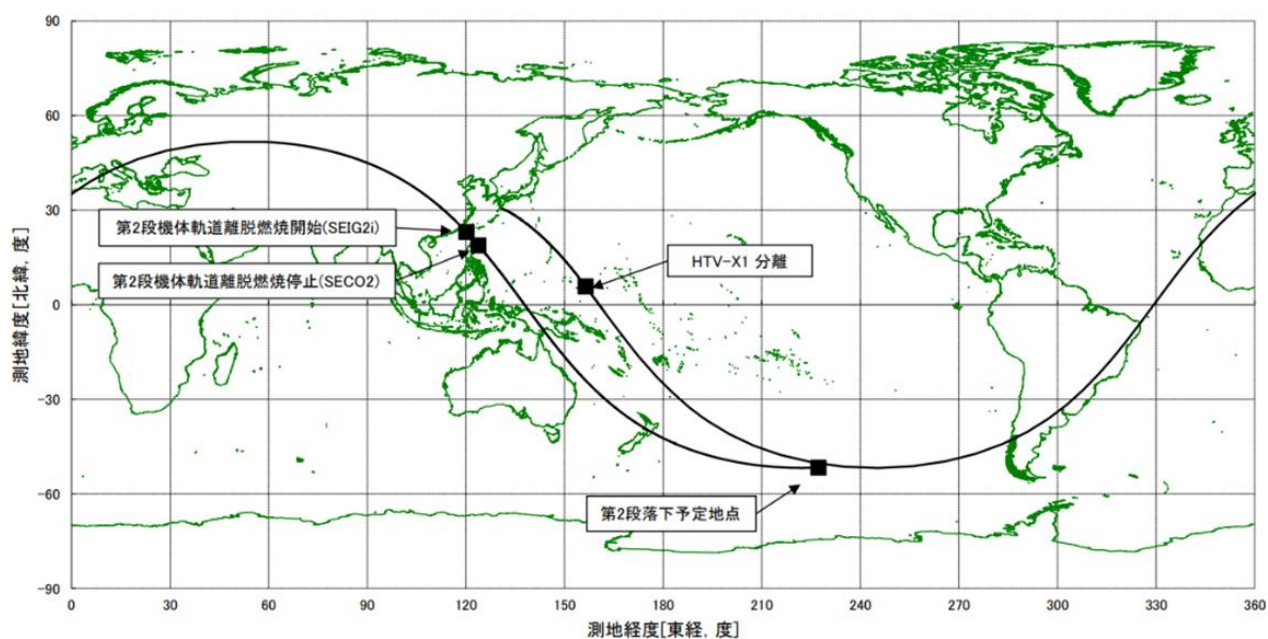 90
60
30
0
-30
-60
-90
測地緯度[北緯, 度]
第2段機体軌道離脱燃焼開始(SEIG2i)
第2段機体軌道離脱燃焼停止(SECO2)
HTV-X1 分離
第2段落下予定地点
0 30 60 90 120 150 180 210 240 270 300 330 360
測地経度[東経, 度]